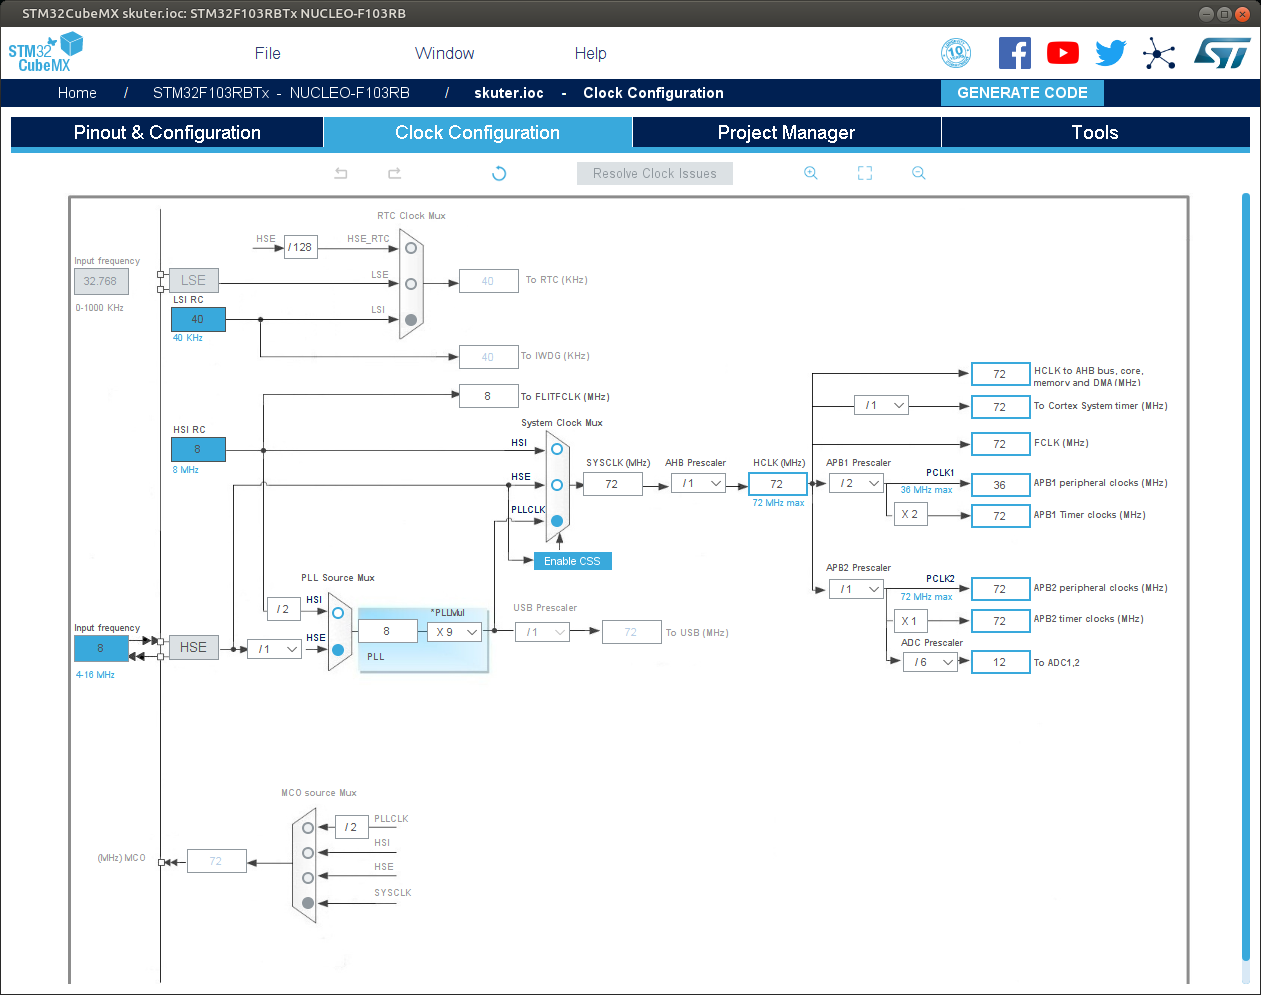 STM32CubeMX skuter.ioc: STM32F103RBTx NUCLEO-F103RB
STM32
CubeMX
File
Window
Help
10
Home / STM32F103RBTx - NUCLEO-F103RB / skuter.ioc - Clock Configuration
GENERATE CODE
Pinout & Configuration
Clock Configuration
Project Manager
Tools
Resolve Clock Issues
RTC Clock Mux
HSE
/ 128
HSE_RTC
Input frequency
32.768
0-1000 KHz
LSE
LSE
40
To RTC (KHz)
LSI RC
40
40 KHz
LSI
40
To IWDG (KHz)
8
To FLITFCLK (MHz)
System Clock Mux
HSI RC
8
8 MHz
HSI
HSE
PLLCLK
Enable CSS
SYSCLK (MHz)
72
AHB Prescaler
/ 1
HCLK (MHz)
72
72 MHz max
72
HCLK to AHB bus, core,
memory and DMA (MHz)
/ 1
72
To Cortex System timer (MHz)
72
FCLK (MHz)
APB1 Prescaler
/ 2
PCLK1
36 MHz max
36
APB1 peripheral clocks (MHz)
X 2
72
APB1 Timer clocks (MHz)
APB2 Prescaler
/ 1
PCLK2
72 MHz max
72
APB2 peripheral clocks (MHz)
X 1
72
APB2 timer clocks (MHz)
ADC Prescaler
/ 6
12
To ADC1,2
PLL Source Mux
/ 2
HSI
Input frequency
8
4-16 MHz
HSE
/ 1
HSE
8
*PLLMul
X 9
PLL
USB Prescaler
/ 1
72
To USB (MHz)
MCO source Mux
/ 2
PLLCLK
HSI
HSE
SYSCLK
(MHz) MCO
72